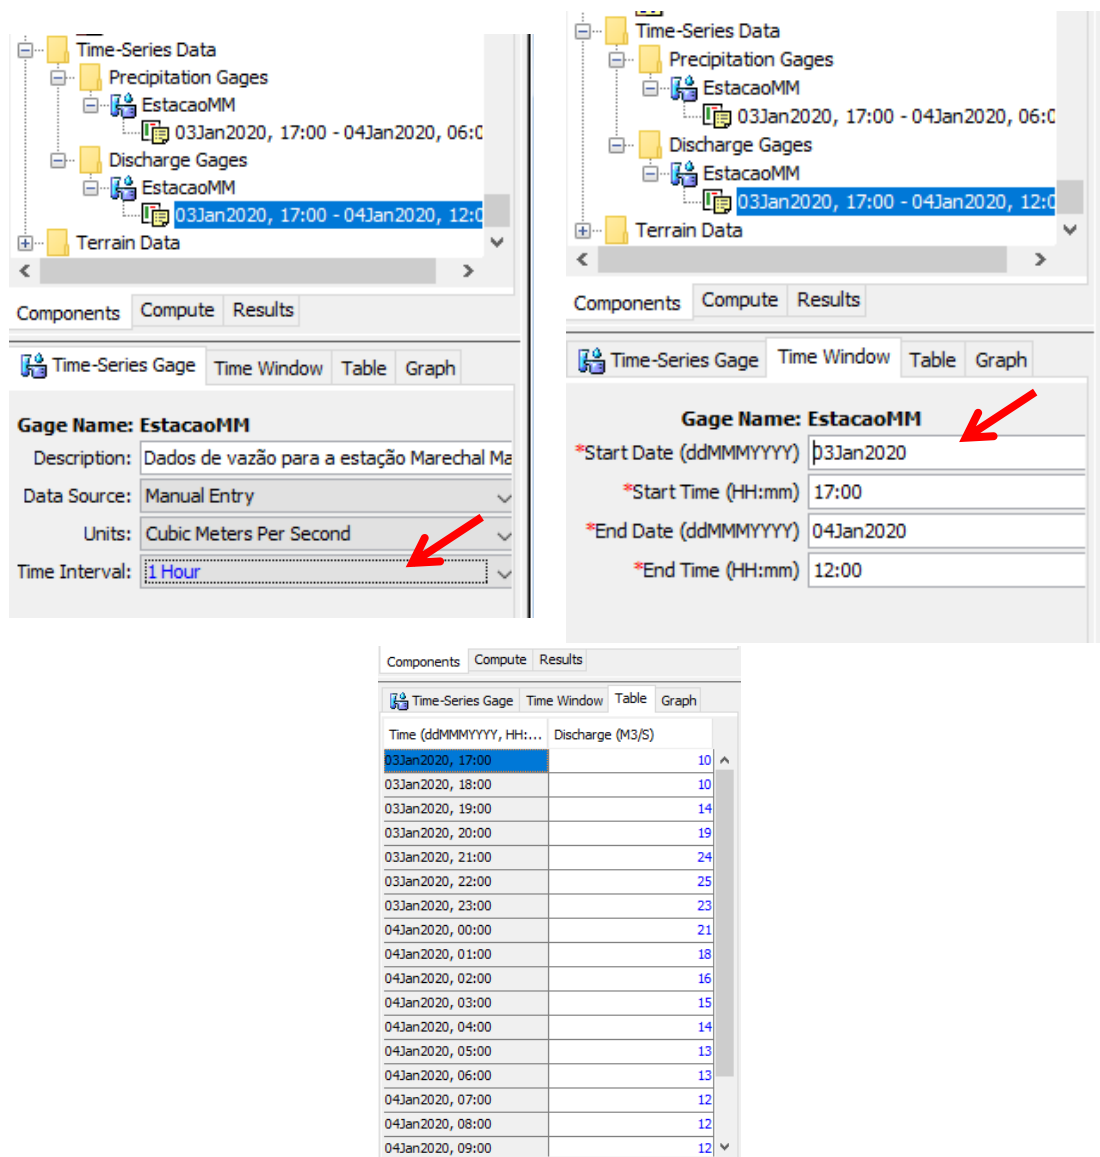 Time-Series Data
Precipitation Gages
EstacaoMM
03Jan2020, 17:00 - 04Jan2020, 06:0
Discharge Gages
EstacaoMM
03Jan2020, 17:00 - 04Jan2020, 12:0
Terrain Data
Components Compute Results
Time-Series Gage Time Window Table Graph
Gage Name: EstacaoMM
Description: Dados de vazão para a estação Marechal Ma
Data Source: Manual Entry
Units: Cubic Meters Per Second
Time Interval: 1 Hour
Time-Series Data
Precipitation Gages
EstacaoMM
03Jan2020, 17:00 - 04Jan2020, 06:0
Discharge Gages
EstacaoMM
03Jan2020, 17:00 - 04Jan2020, 12:0
Terrain Data
Components Compute Results
Time-Series Gage Time Window Table Graph
Gage Name: EstacaoMM
*Start Date (ddMMMYYYY) 03Jan2020
*Start Time (HH:mm) 17:00
*End Date (ddMMMYYYY) 04Jan2020
*End Time (HH:mm) 12:00
Components Compute Results
Time-Series Gage Time Window Table Graph
Time (ddMMMYYYY, HH:... Discharge (M3/S)
03Jan2020, 17:00 10
03Jan2020, 18:00 10
03Jan2020, 19:00 14
03Jan2020, 20:00 19
03Jan2020, 21:00 24
03Jan2020, 22:00 25
03Jan2020, 23:00 23
04Jan2020, 00:00 21
04Jan2020, 01:00 18
04Jan2020, 02:00 16
04Jan2020, 03:00 15
04Jan2020, 04:00 14
04Jan2020, 05:00 13
04Jan2020, 06:00 13
04Jan2020, 07:00 12
04Jan2020, 08:00 12
04Jan2020, 09:00 12